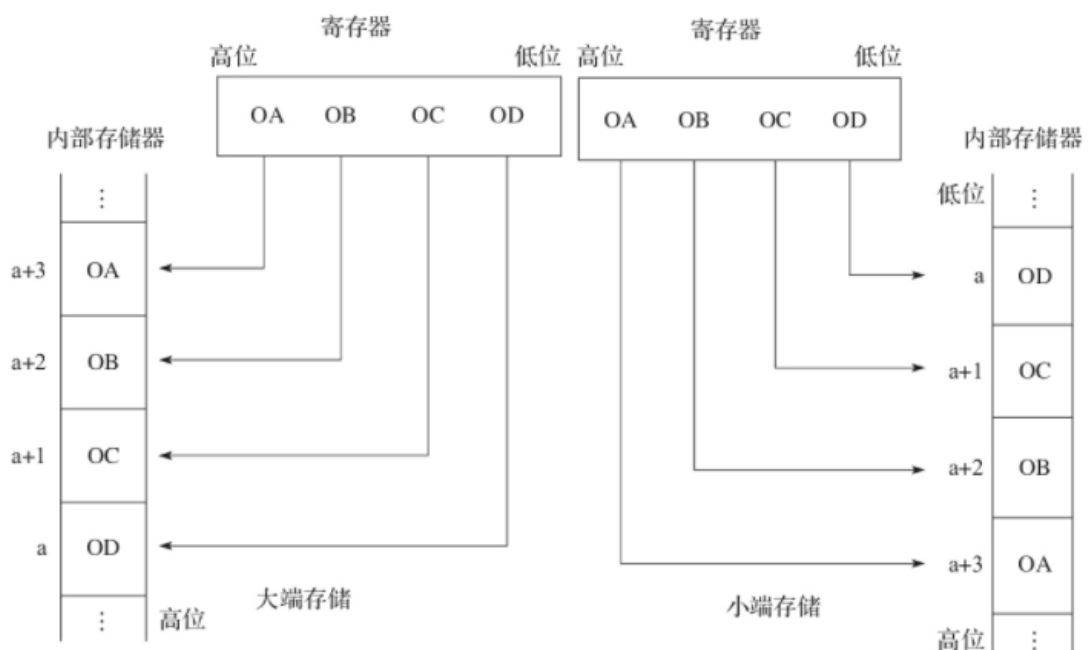 寄存器
高位 低位
OA OB OC OD
内部存储器
⋮
a+3 OA
a+2 OB
a+1 OC
a OD
⋮ 高位
大端存储
寄存器
高位 低位
OA OB OC OD
内部存储器
低位 ⋮
a OD
a+1 OC
a+2 OB
a+3 OA
高位 ⋮
小端存储